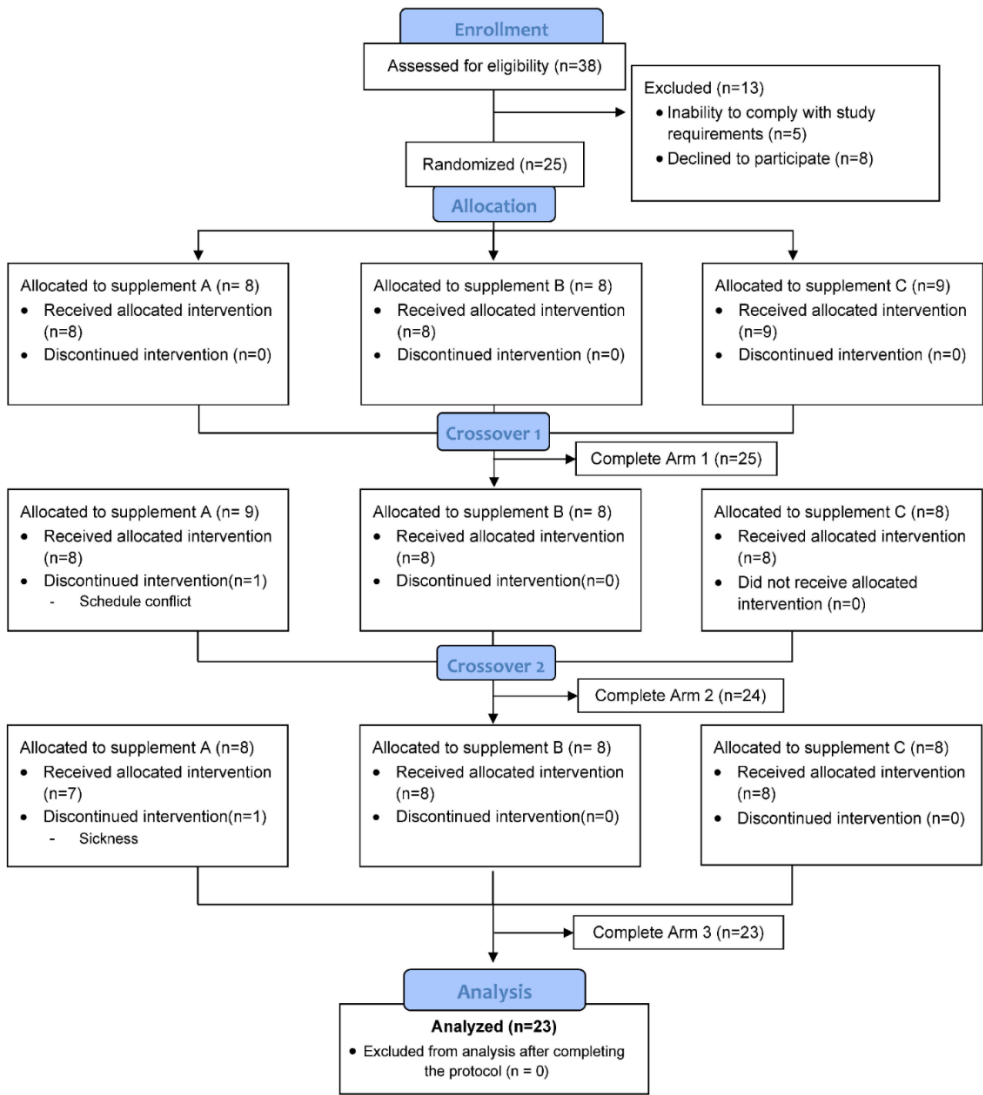 Enrollment
Assessed for eligibility (n=38)
Excluded (n=13)
• Inability to comply with study
requirements (n=5)
• Declined to participate (n=8)
Randomized (n=25)
Allocation
Allocated to supplement A (n= 8)
• Received allocated intervention
(n=8)
• Discontinued intervention (n=0)
Allocated to supplement B (n= 8)
• Received allocated intervention
(n=8)
• Discontinued intervention (n=0)
Allocated to supplement C (n=9)
• Received allocated intervention
(n=9)
• Discontinued intervention (n=0)
Crossover 1
Complete Arm 1 (n=25)
Allocated to supplement A (n= 9)
• Received allocated intervention
(n=8)
• Discontinued intervention(n=1)
- Schedule conflict
Allocated to supplement B (n= 8)
• Received allocated intervention
(n=8)
• Discontinued intervention(n=0)
Allocated to supplement C (n=8)
• Received allocated intervention
(n=8)
• Did not receive allocated
intervention (n=0)
Crossover 2
Complete Arm 2 (n=24)
Allocated to supplement A (n=8)
• Received allocated intervention
(n=7)
• Discontinued intervention(n=1)
- Sickness
Allocated to supplement B (n= 8)
• Received allocated intervention
(n=8)
• Discontinued intervention(n=0)
Allocated to supplement C (n=8)
• Received allocated intervention
(n=8)
• Discontinued intervention (n=0)
Complete Arm 3 (n=23)
Analysis
Analyzed (n=23)
• Excluded from analysis after completing
the protocol (n = 0)